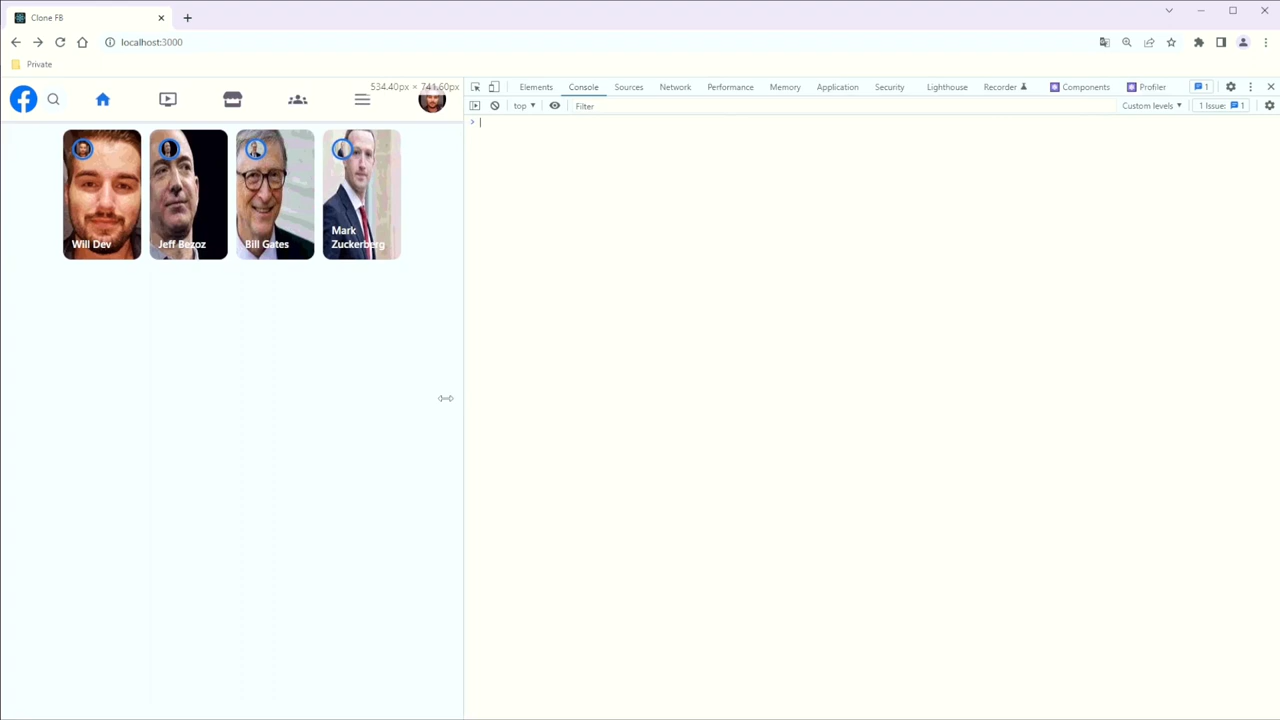 Clone FB
localhost:3000
Private
534.40px × 741.60px
Elements Console Sources Network Performance Memory Application Security Lighthouse Recorder Components Profiler 1
top Filter Custom levels 1 Issue: 1
Will Dev
Jeff Bezoz
Bill Gates
Mark
Zuckerberg